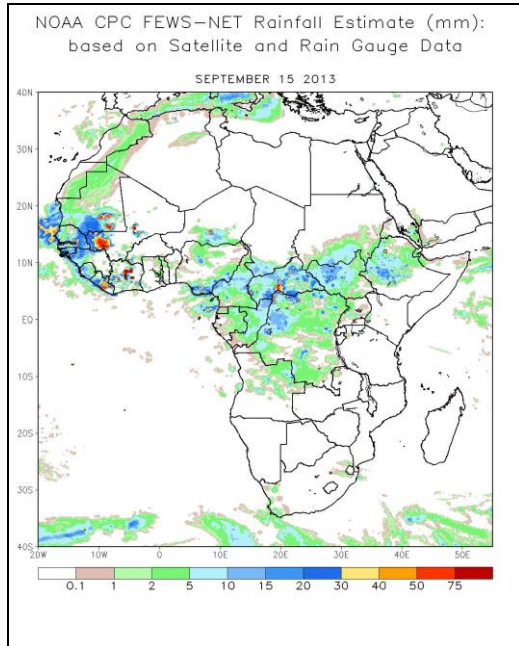 NOAA CPC FEWS-NET Rainfall Estimate (mm):
based on Satellite and Rain Gauge Data
SEPTEMBER 15 2013
40N
30N
20N
10N
EQ
10S
20S
30S
40S
20W 10W 0 10E 20E 30E 40E 50E
0.1 1 2 5 10 15 20 30 40 50 75